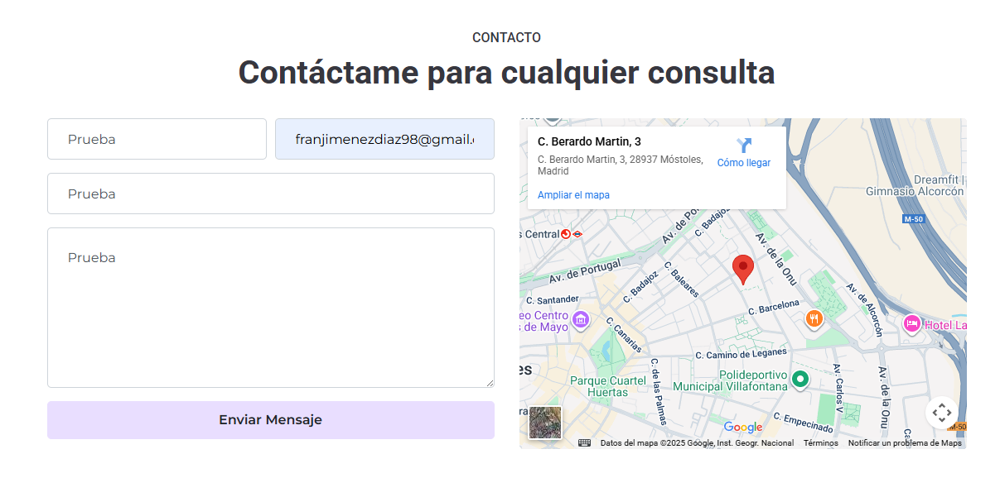 CONTACTO
Contáctame para cualquier consulta
Prueba
franjimenezdiaz98@gmail.
Prueba
Prueba
Enviar Mensaje
C. Berardo Martin, 3
C. Berardo Martin, 3, 28937 Móstoles,
Madrid
Cómo llegar
Ampliar el mapa
Dreamfit |
Gimnasio Alcorcón
M-50
Central
Av. de Po
C. Badajoz
Av. de la Onu
Av. de Portugal
C. Badajoz
C. Baleares
C. Santander
Av. de Alcorcón
C. Barcelona
eo Centro
s de Mayo
C. Canarias
Hotel La
C. Camino de Leganes
es
Parque Cuartel
Huertas
C. de las Palmas
Polideportivo
Municipal Villafontana
Av. Carlos V
Av. de la Onu
C. Empecinado
M-50
Google
Datos del mapa ©2025 Google, Inst. Geogr. Nacional
Términos
Notificar un problema de Maps